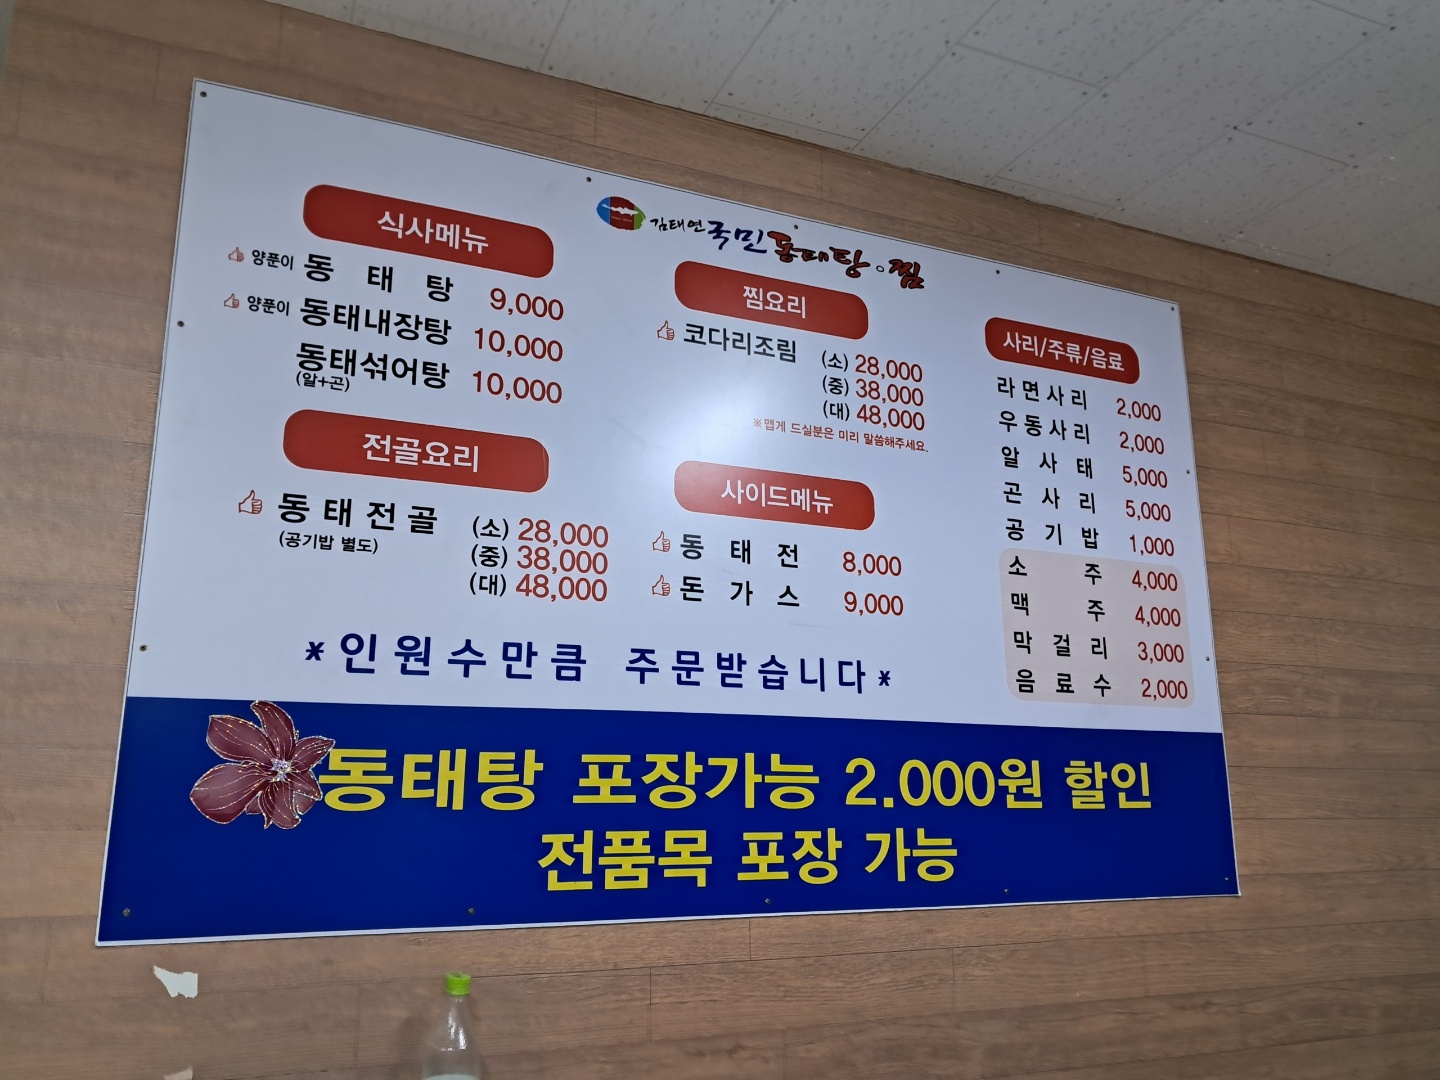 김태연 국민 동태탕·찜
식사메뉴
양푼이 동태탕 9,000
양푼이 동태내장탕 10,000
동태섞어탕 10,000
(알+곤)
전골요리
동태전골 (소) 28,000
(공기밥 별도) (중) 38,000
(대) 48,000
찜요리
코다리조림 (소) 28,000
(중) 38,000
(대) 48,000
※맵게 드실분은 미리 말씀해주세요.
사이드메뉴
동태전 8,000
돈가스 9,000
사리/주류/음료
라면사리 2,000
우동사리 2,000
알사태 5,000
곤사리 5,000
공기밥 1,000
소주 4,000
맥주 4,000
막걸리 3,000
음료수 2,000
*인원수만큼 주문받습니다*
동태탕 포장가능 2.000원 할인
전품목 포장 가능